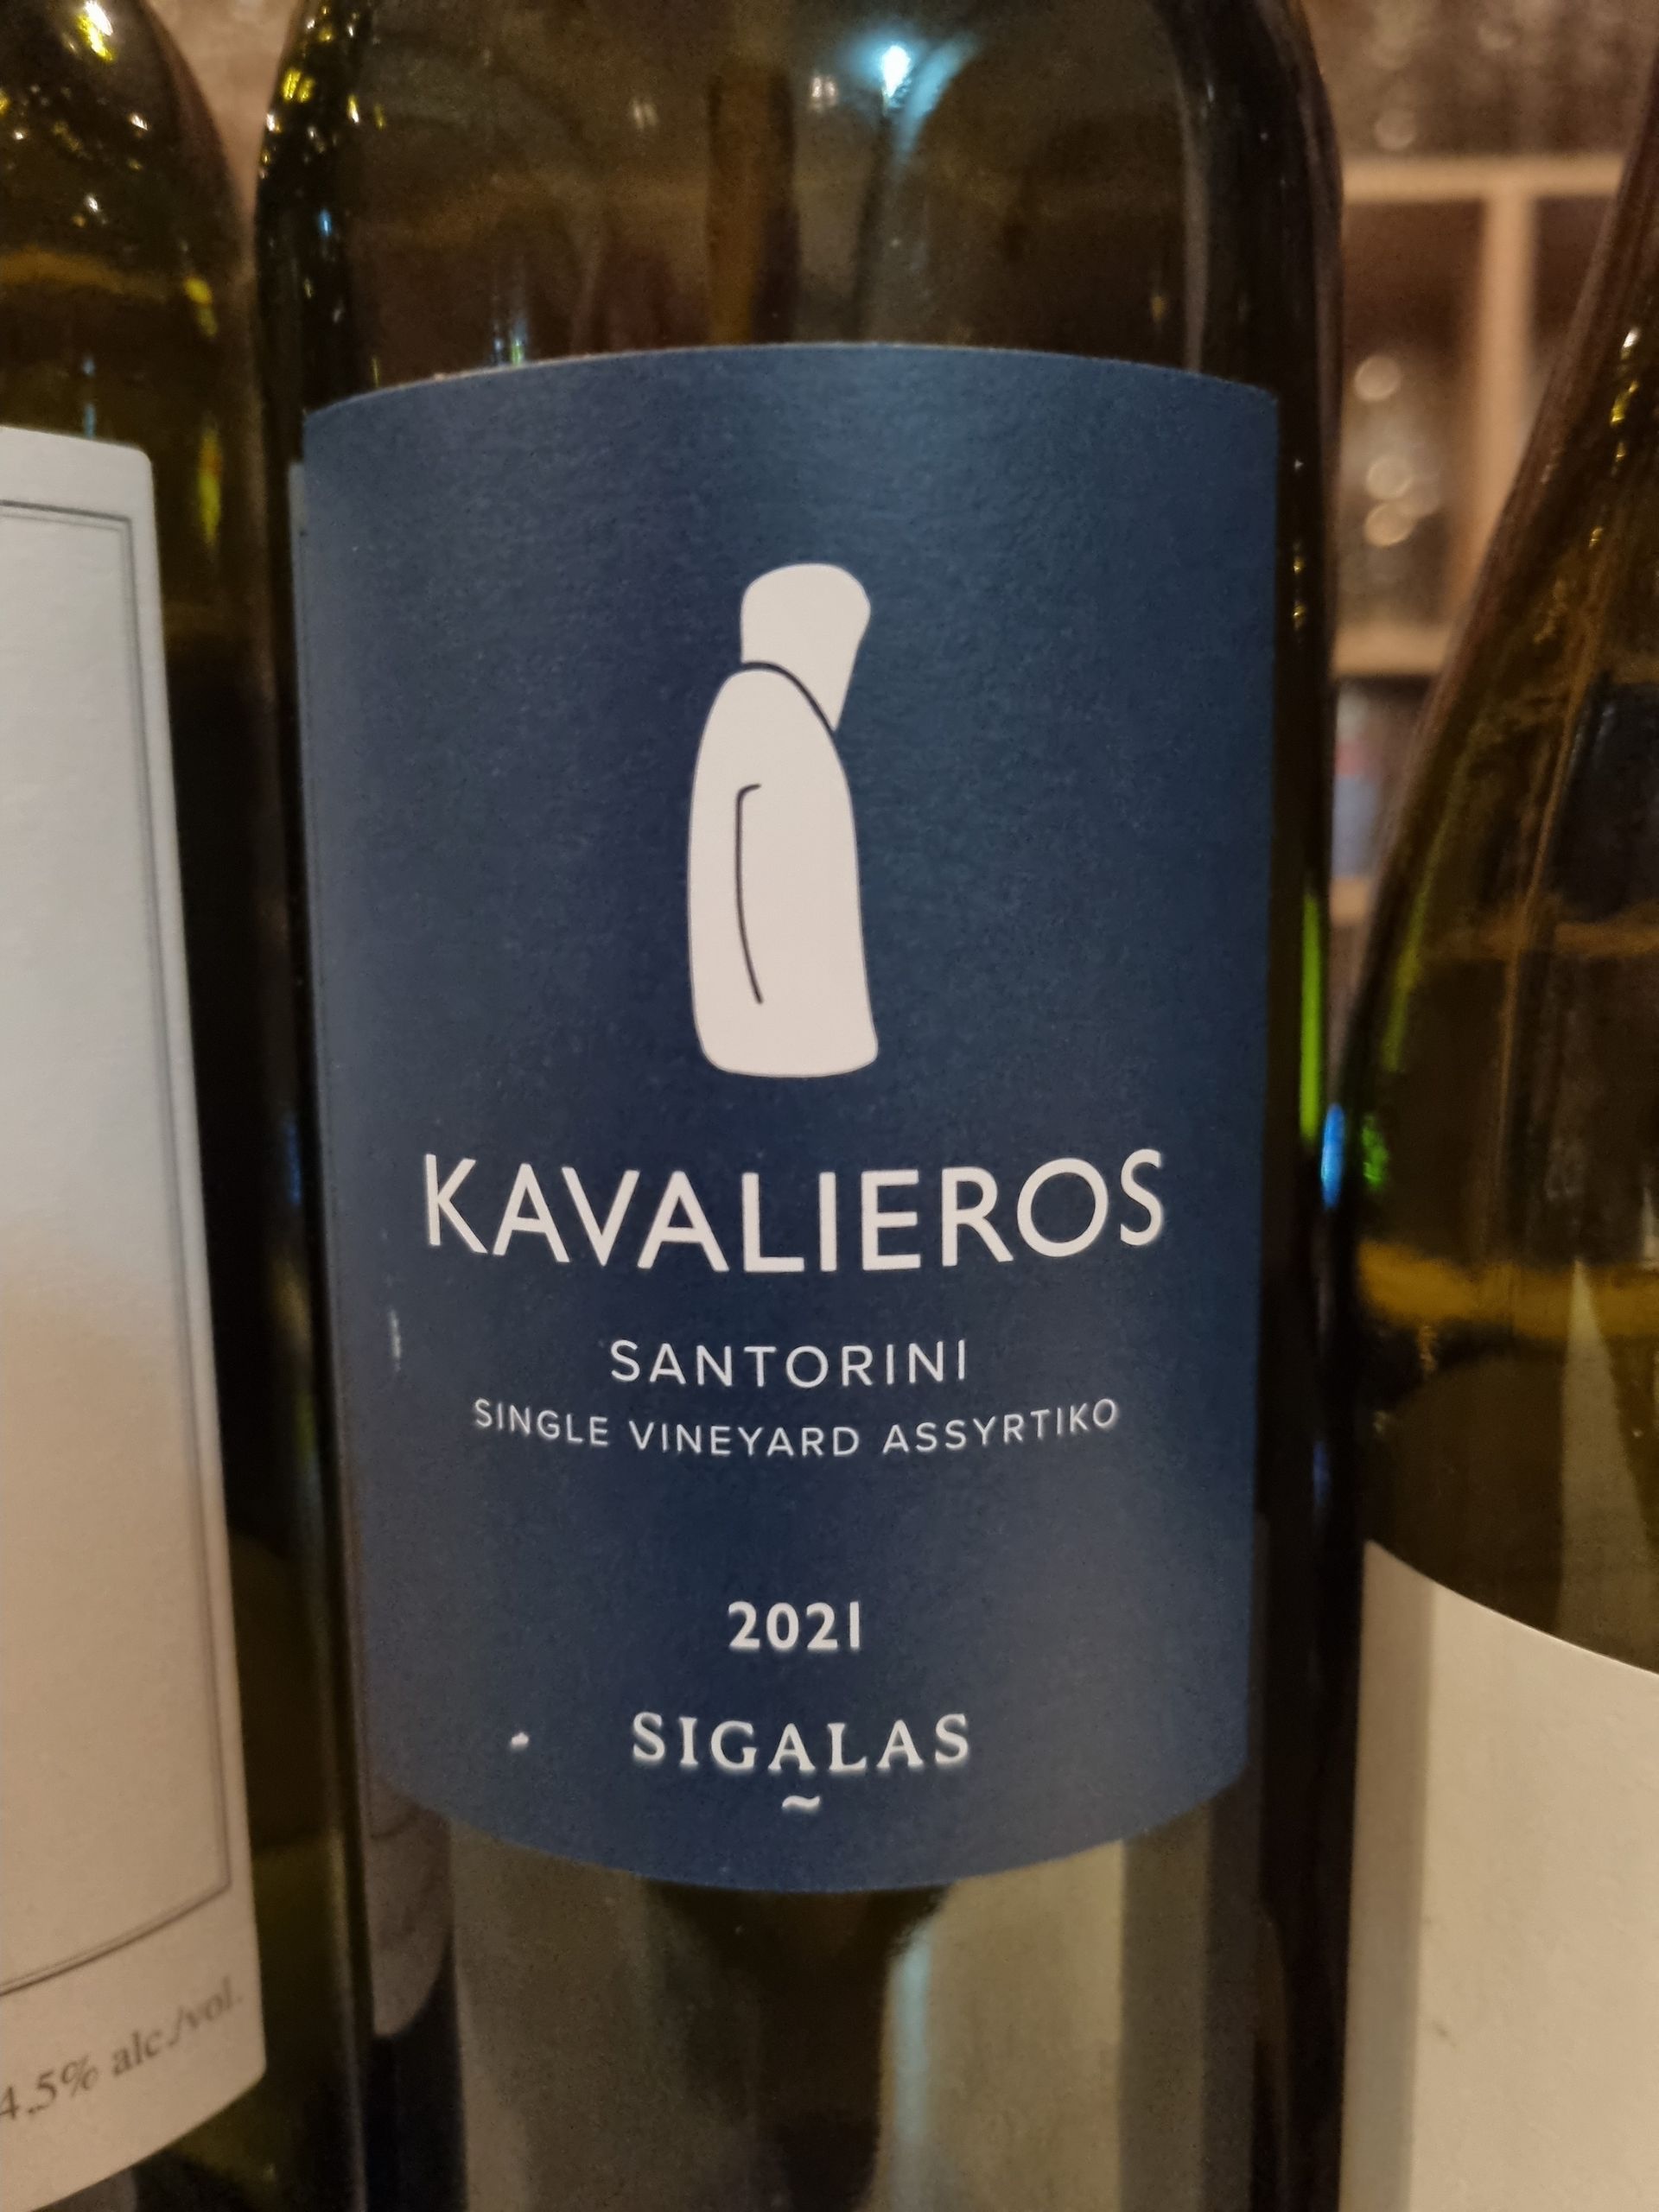 KAVALIEROS
SANTORINI
SINGLE VINEYARD ASSYRTIKO
2021
SIGALAS
4,5% alc./vol.